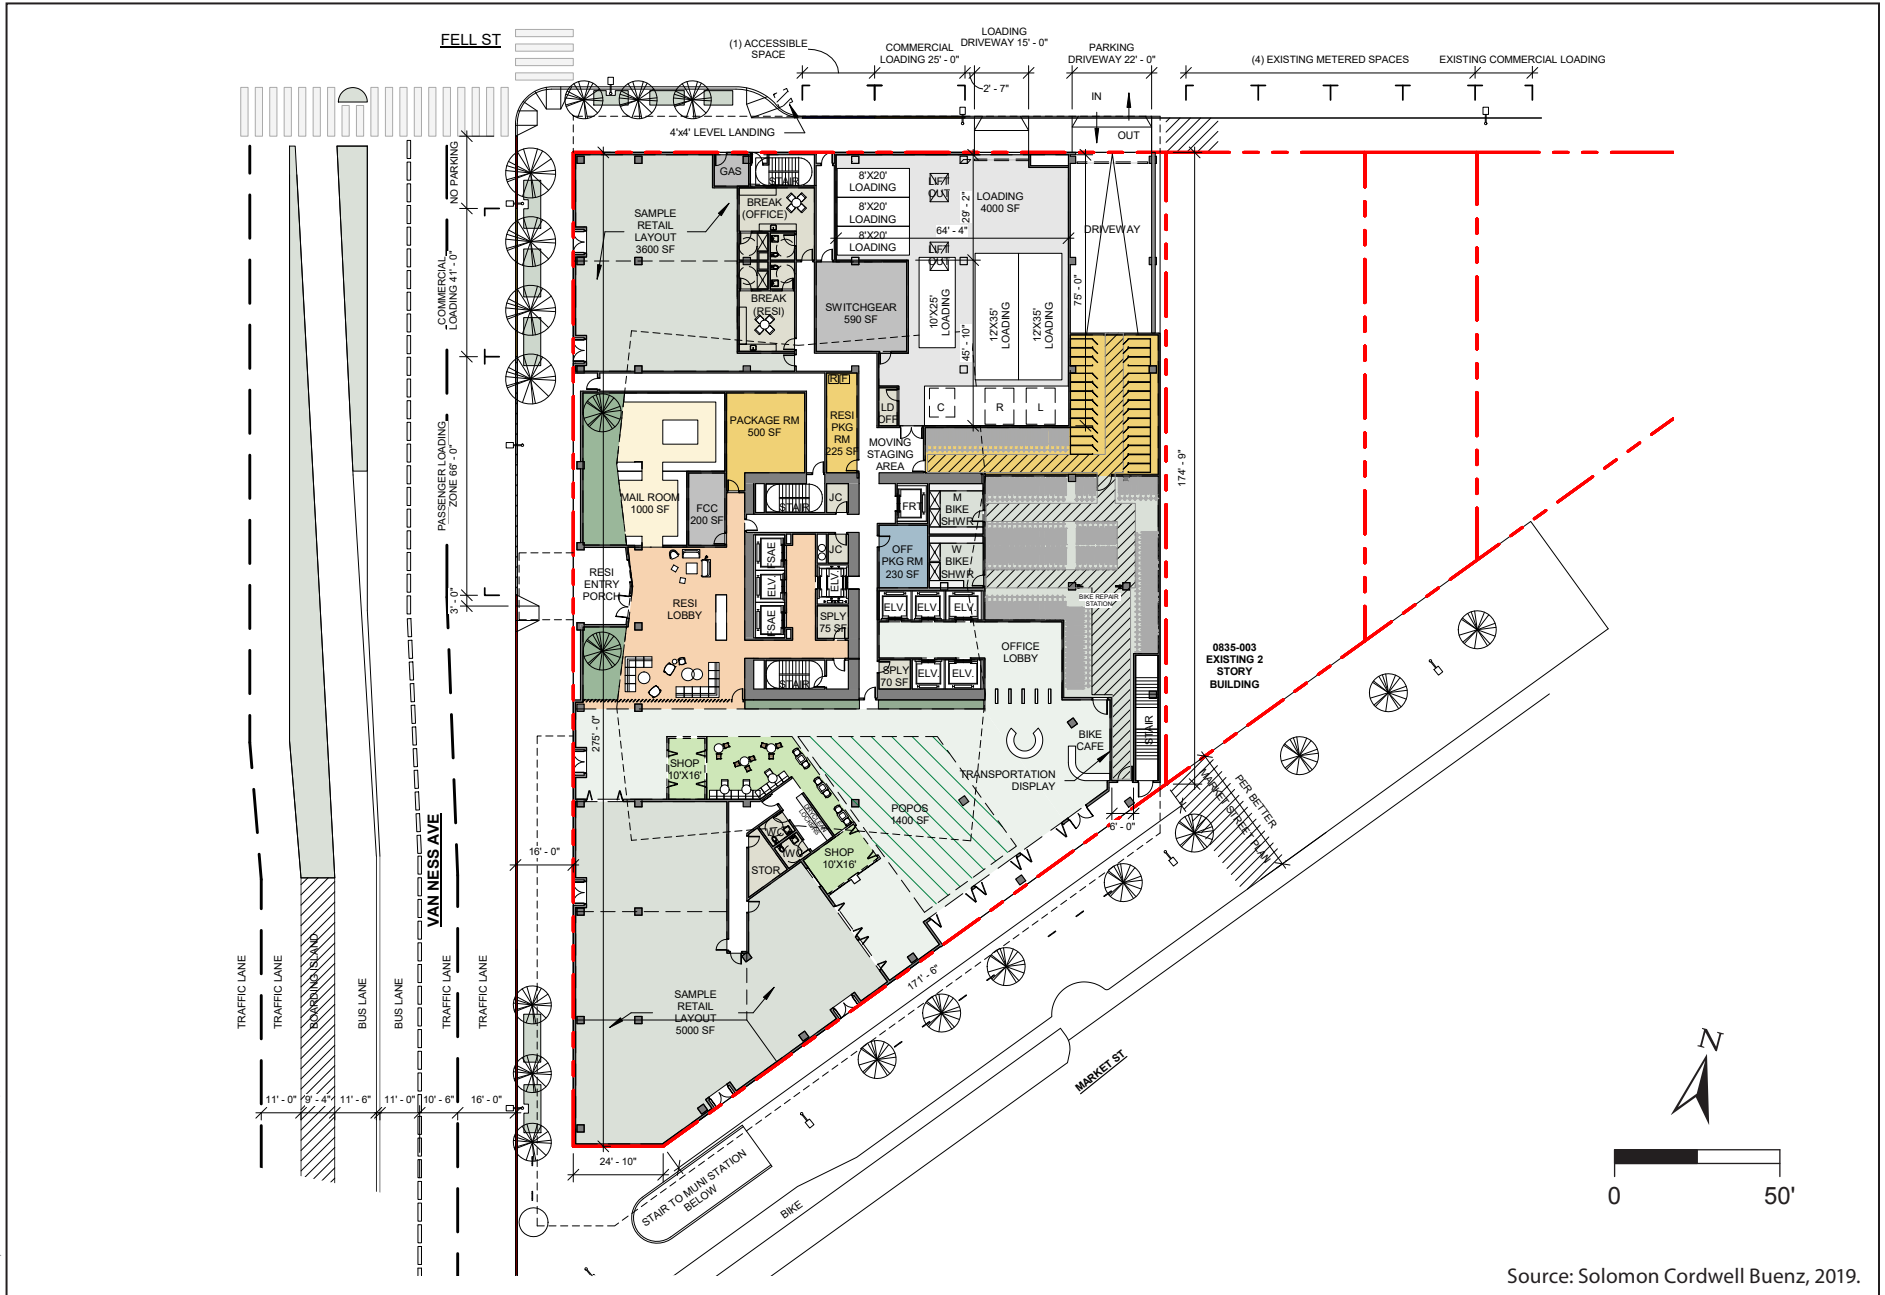 FELL ST
(1) ACCESSIBLE
SPACE
COMMERCIAL
LOADING 25' - 0"
LOADING
DRIVEWAY 15' - 0"
PARKING
DRIVEWAY 22' - 0"
(4) EXISTING METERED SPACES
EXISTING COMMERCIAL LOADING
2' - 7"
IN
OUT
4'x4' LEVEL LANDING
NO PARKING
COMMERCIAL
LOADING 41' - 0"
PASSENGER LOADING
ZONE 66' - 0"
3' - 0"
GAS
STAIR
BREAK
(OFFICE)
SAMPLE
RETAIL
LAYOUT
3600 SF
8'X20'
LOADING
8'X20'
LOADING
8'X20'
LOADING
LIFT
OUT
LIFT
OUT
29' - 2"
64' - 4"
LOADING
4000 SF
DRIVEWAY
75' - 0"
BREAK
(RESI)
SWITCHGEAR
590 SF
10'X25'
LOADING
45' - 10"
12'X35'
LOADING
12'X35'
LOADING
R F
LD
OFF
C
R
L
PACKAGE RM
500 SF
RESI
PKG
RM
225 SF
MOVING
STAGING
AREA
174' - 9"
MAIL ROOM
1000 SF
FCC
200 SF
STAIR
JC
FRT
M
BIKE
SHWR
JC
OFF
PKG RM
230 SF
W
BIKE
SHWR
FSAE
ELV.
FSAE
ELV.
RESI
ENTRY
PORCH
RESI
LOBBY
SPLY
75 SF
ELV.
ELV.
ELV.
BIKE REPAIR
STATION
OFFICE
LOBBY
STAIR
SPLY
70 SF
ELV.
ELV.
0835-003
EXISTING 2
STORY
BUILDING
275' - 0"
BIKE
CAFE
STAIR
SHOP
10'X16'
TRANSPORTATION
DISPLAY
POPOS
1400 SF
6' - 0"
PER BETTER
MARKET STREET PLAN
WC
WC
STOR
SHOP
10'X16'
16' - 0"
VAN NESS AVE
TRAFFIC LANE
TRAFFIC LANE
BOARDING ISLAND
BUS LANE
BUS LANE
TRAFFIC LANE
TRAFFIC LANE
SAMPLE
RETAIL
LAYOUT
5000 SF
171' - 6"
MARKET ST
11' - 0"
9' - 4"
11' - 6"
11' - 0"
10' - 6"
16' - 0"
24' - 10"
STAIR TO MUNI STATION
BELOW
BIKE
N
0
50'
Source: Solomon Cordwell Buenz, 2019.